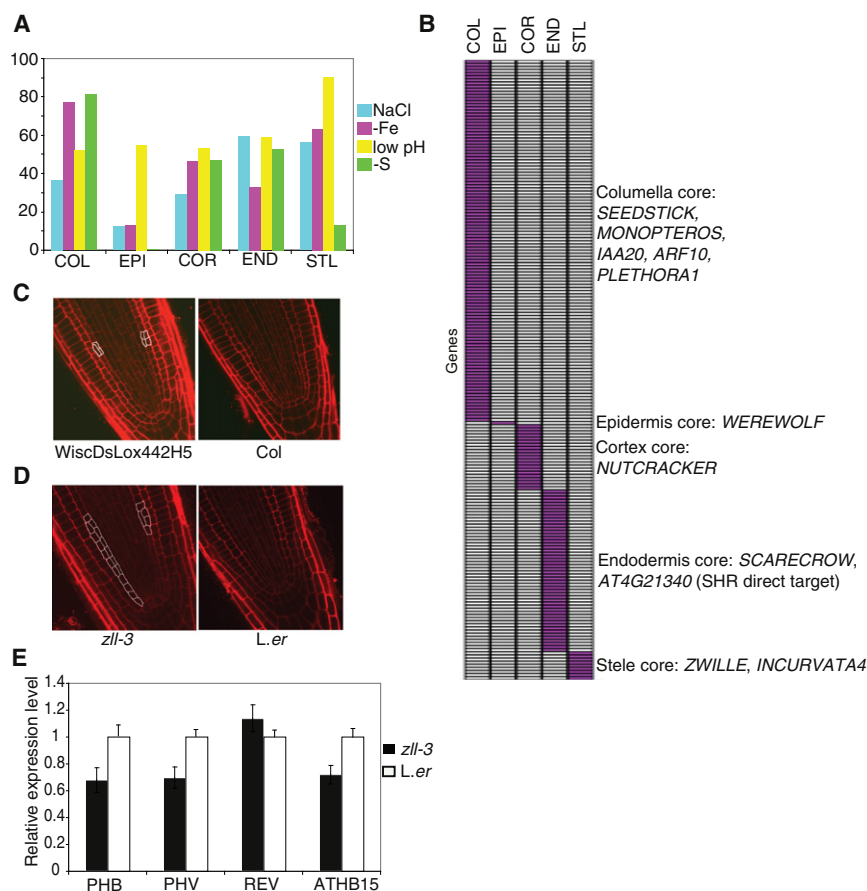 A
100
80
60
40
20
0
COL EPI COR END STL
NaCl
-Fe
low pH
-S
B
COL EPI COR END STL
Genes
Columella core:
SEEDSTICK,
MONOPTEROS,
IAA20, ARF10,
PLETHORA1
Epidermis core: WEREWOLF
Cortex core:
NUTCRACKER
Endodermis core: SCARECROW,
AT4G21340 (SHR direct target)
Stele core: ZWILLE, INCURVATA4
C
WiscDsLox442H5 Col
D
zll-3 L.er
E
Relative expression level
1.4
1.2
1
0.8
0.6
0.4
0.2
0
PHB PHV REV ATHB15
zll-3
L.er